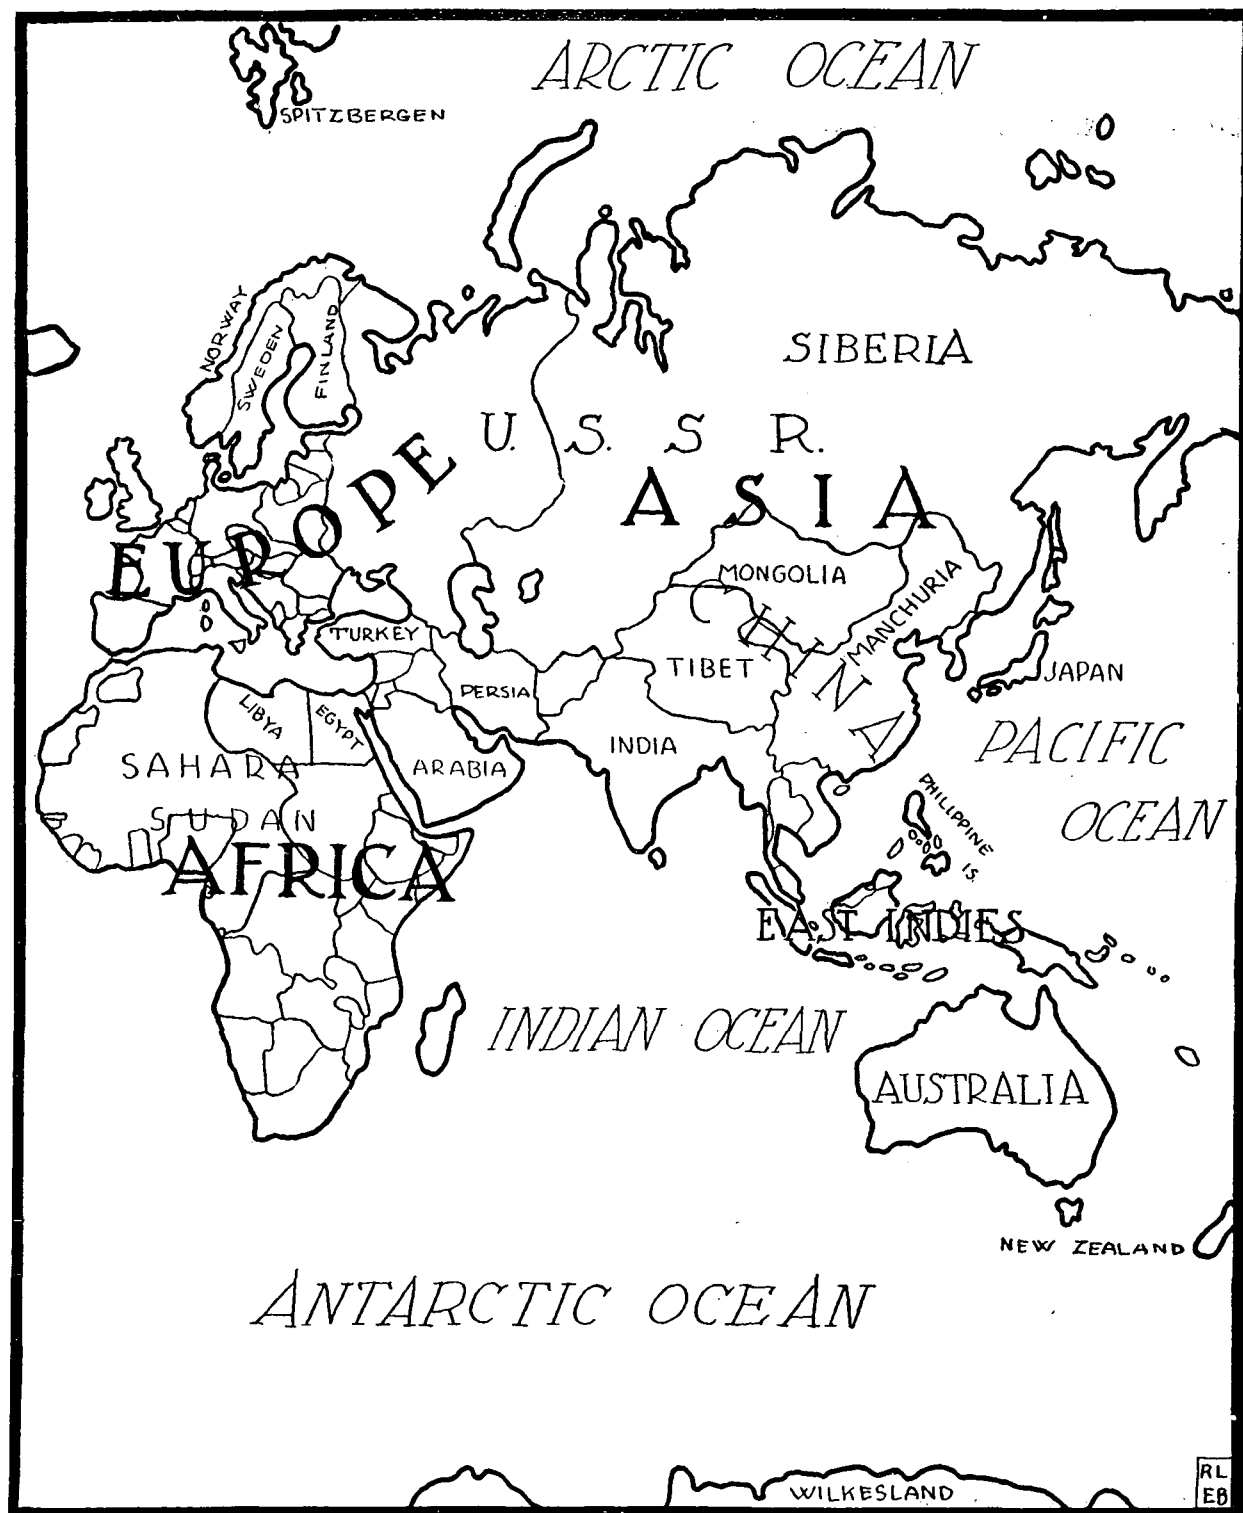 ARCTIC OCEAN
SPITZBERGEN
NORWAY
SWEDEN
FINLAND
SIBERIA
U. S. S. R.
EUROPE
ASIA
MONGOLIA
MANCHURIA
CHINA
TURKEY
TIBET
JAPAN
PERSIA
LIBYA
EGYPT
ARABIA
INDIA
PACIFIC
OCEAN
SAHARA
SUDAN
AFRICA
PHILIPPINE
IS.
EAST INDIES
INDIAN OCEAN
AUSTRALIA
NEW ZEALAND
ANTARCTIC OCEAN
WILKESLAND
RL
EB